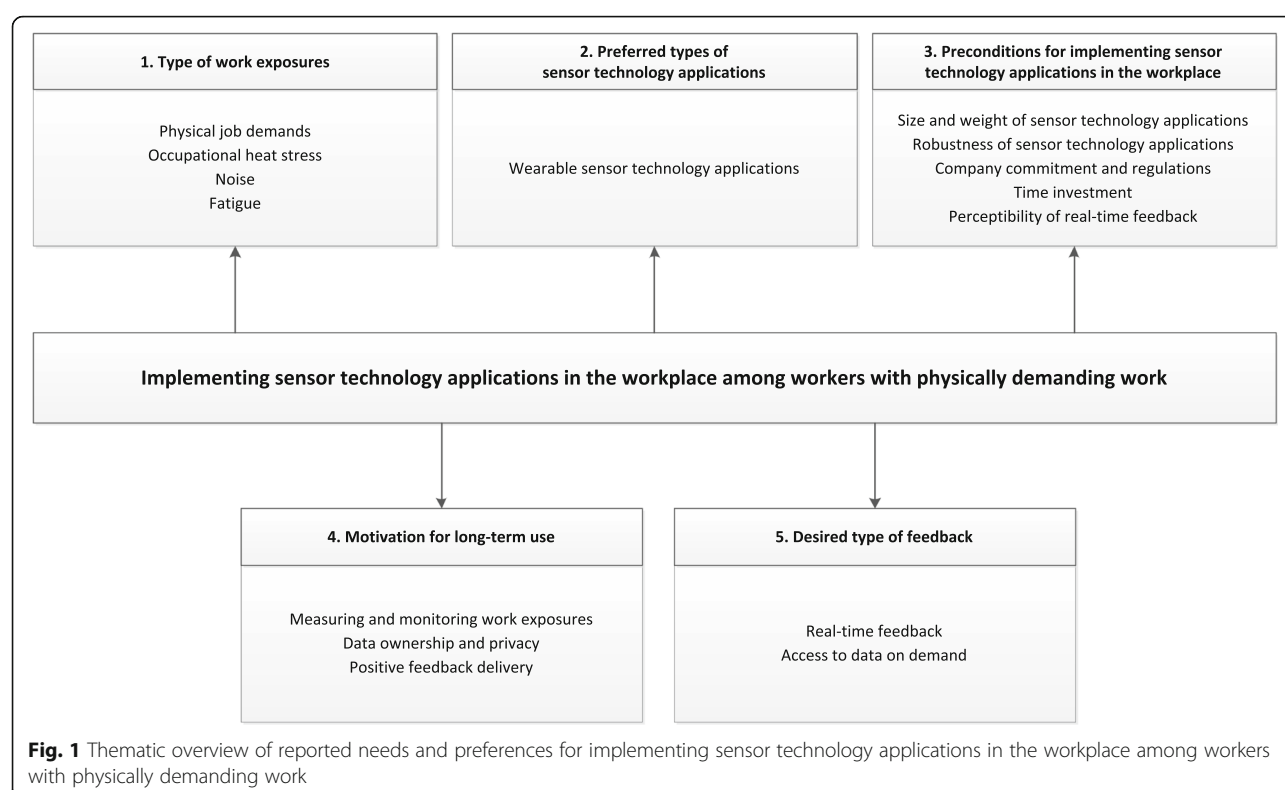 1. Type of work exposures
Physical job demands
Occupational heat stress
Noise
Fatigue
2. Preferred types of
sensor technology applications
Wearable sensor technology applications
3. Preconditions for implementing sensor
technology applications in the workplace
Size and weight of sensor technology applications
Robustness of sensor technology applications
Company commitment and regulations
Time investment
Perceptibility of real-time feedback
Implementing sensor technology applications in the workplace among workers with physically demanding work
4. Motivation for long-term use
Measuring and monitoring work exposures
Data ownership and privacy
Positive feedback delivery
5. Desired type of feedback
Real-time feedback
Access to data on demand
Fig. 1 Thematic overview of reported needs and preferences for implementing sensor technology applications in the workplace among workers
with physically demanding work